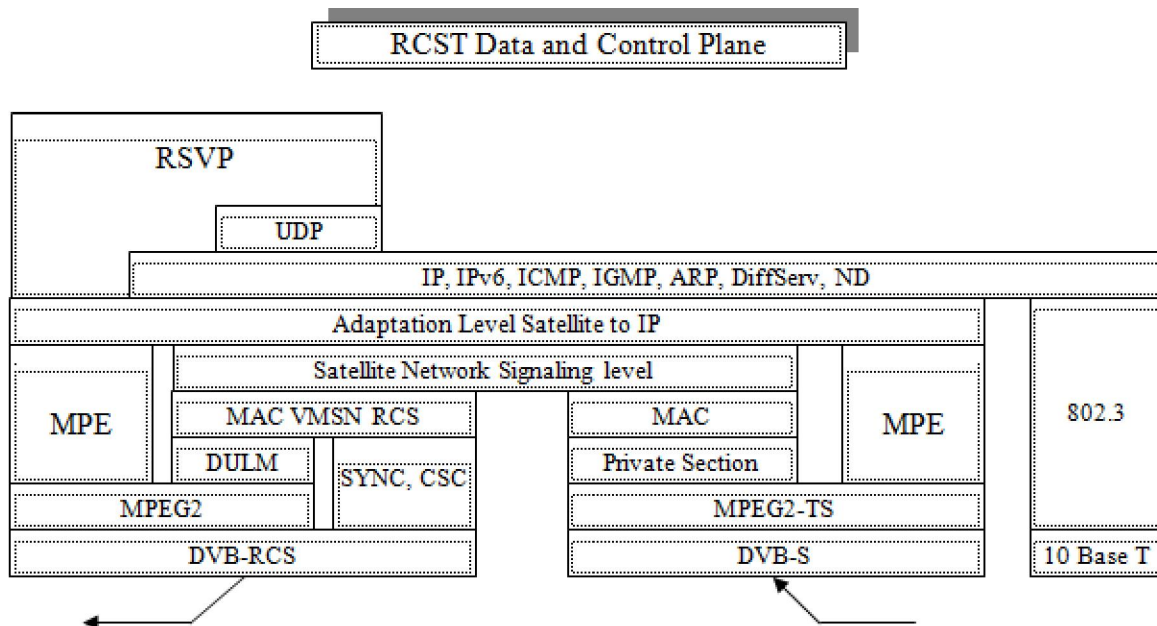 RCST Data and Control Plane
RSVP
UDP
IP, IPv6, ICMP, IGMP, ARP, DiffServ, ND
Adaptation Level Satellite to IP
Satellite Network Signaling level
MPE
MAC VMSN RCS
MAC
MPE
802.3
DULM
SYNC, CSC
Private Section
MPEG2
MPEG2-TS
DVB-RCS
DVB-S
10 Base T